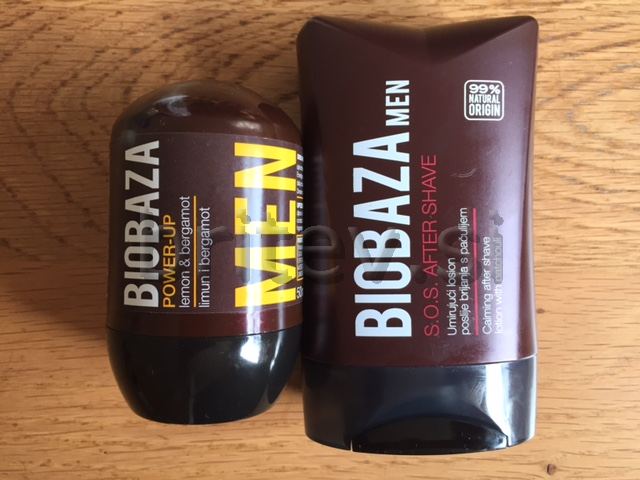 BIOBAZA
POWER-UP
lemon & bergamot
limun i bergamot
MEN
BIOBAZA MEN
S.O.S. AFTER SHAVE
Umirujući losion
poslije brijanja s pačulijem
Calming after shave
lotion with patchouli
99%
NATURAL
ORIGIN